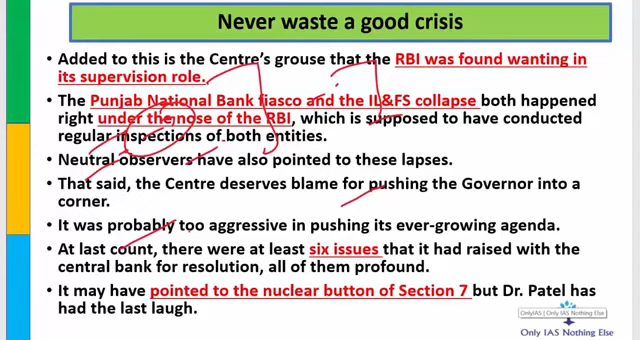 Never waste a good crisis
• Added to this is the Centre's grouse that the RBI was found wanting
in its supervision role.
• The Punjab National Bank fiasco and the IL&FS collapse both happened
right under the nose of the RBI, which is supposed to have conducted
regular inspections of both entities.
• Neutral observers have also pointed to these lapses.
• That said, the Centre deserves blame for pushing the Governor into a
corner.
• It was probably too aggressive in pushing its ever-growing agenda.
• At last count, there were at least six issues that it had raised with the
central bank for resolution, all of them profound.
• It may have pointed to the nuclear button of Section 7 but Dr. Patel has
had the last laugh.
OnlyIAS | Only IAS Nothing Else
Only IAS Nothing Else